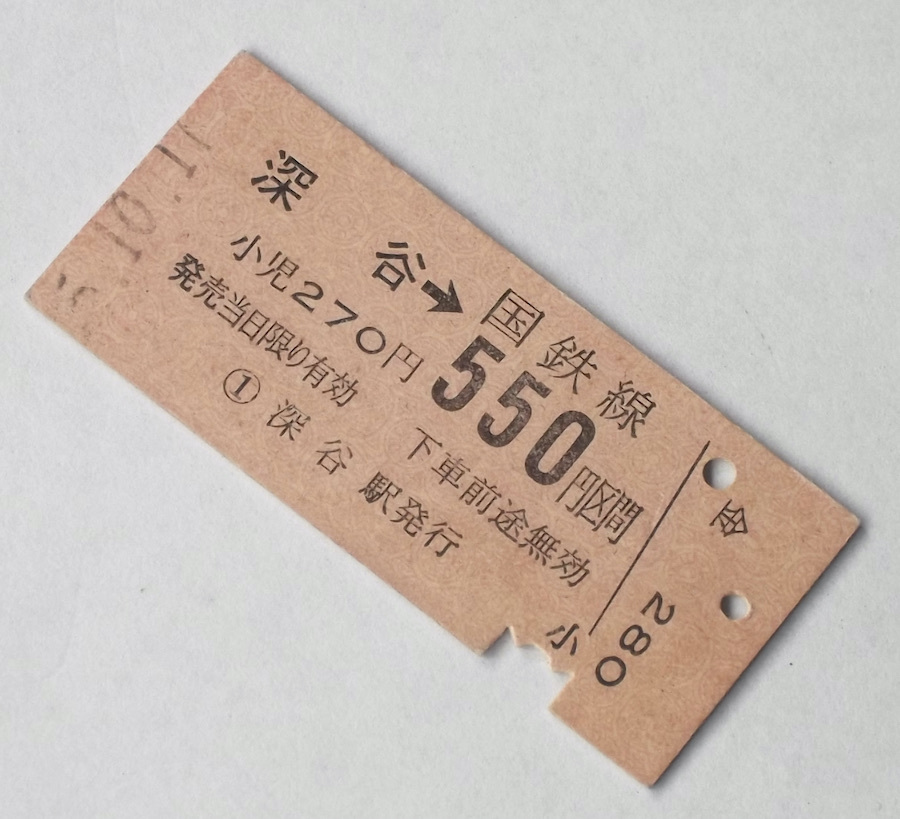 10.-1
深谷→国鉄線
小児270円 550円区間
発売当日限り有効 下車前途無効
① 深谷駅発行
小
280